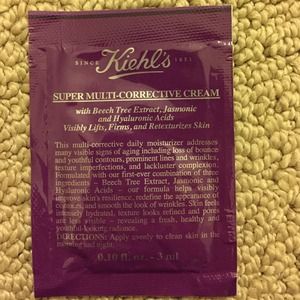 SINCE Kiehl's 1851
SUPER MULTI-CORRECTIVE CREAM
with Beech Tree Extract, Jasmonic
and Hyaluronic Acids
Visibly Lifts, Firms, and Retexturizes Skin
This multi-corrective daily moisturizer addresses
many visible signs of aging including loss of bounce
and youthful contours, prominent lines and wrinkles,
texture imperfections, and lackluster complexion.
Formulated with our first-ever combination of three
ingredients – Beech Tree Extract, Jasmonic and
Hyaluronic Acids – our formula helps visibly
improve skin's resilience, redefine the appearance of
contours, and smooth the look of wrinkles. Skin feels
intensely hydrated, texture looks refined and pores
are less visible – revealing a fresh, healthy and
youthful-looking radiance.
DIRECTIONS: Apply evenly to clean skin in the
morning and night.
0.10 fl. oz. - 3 ml